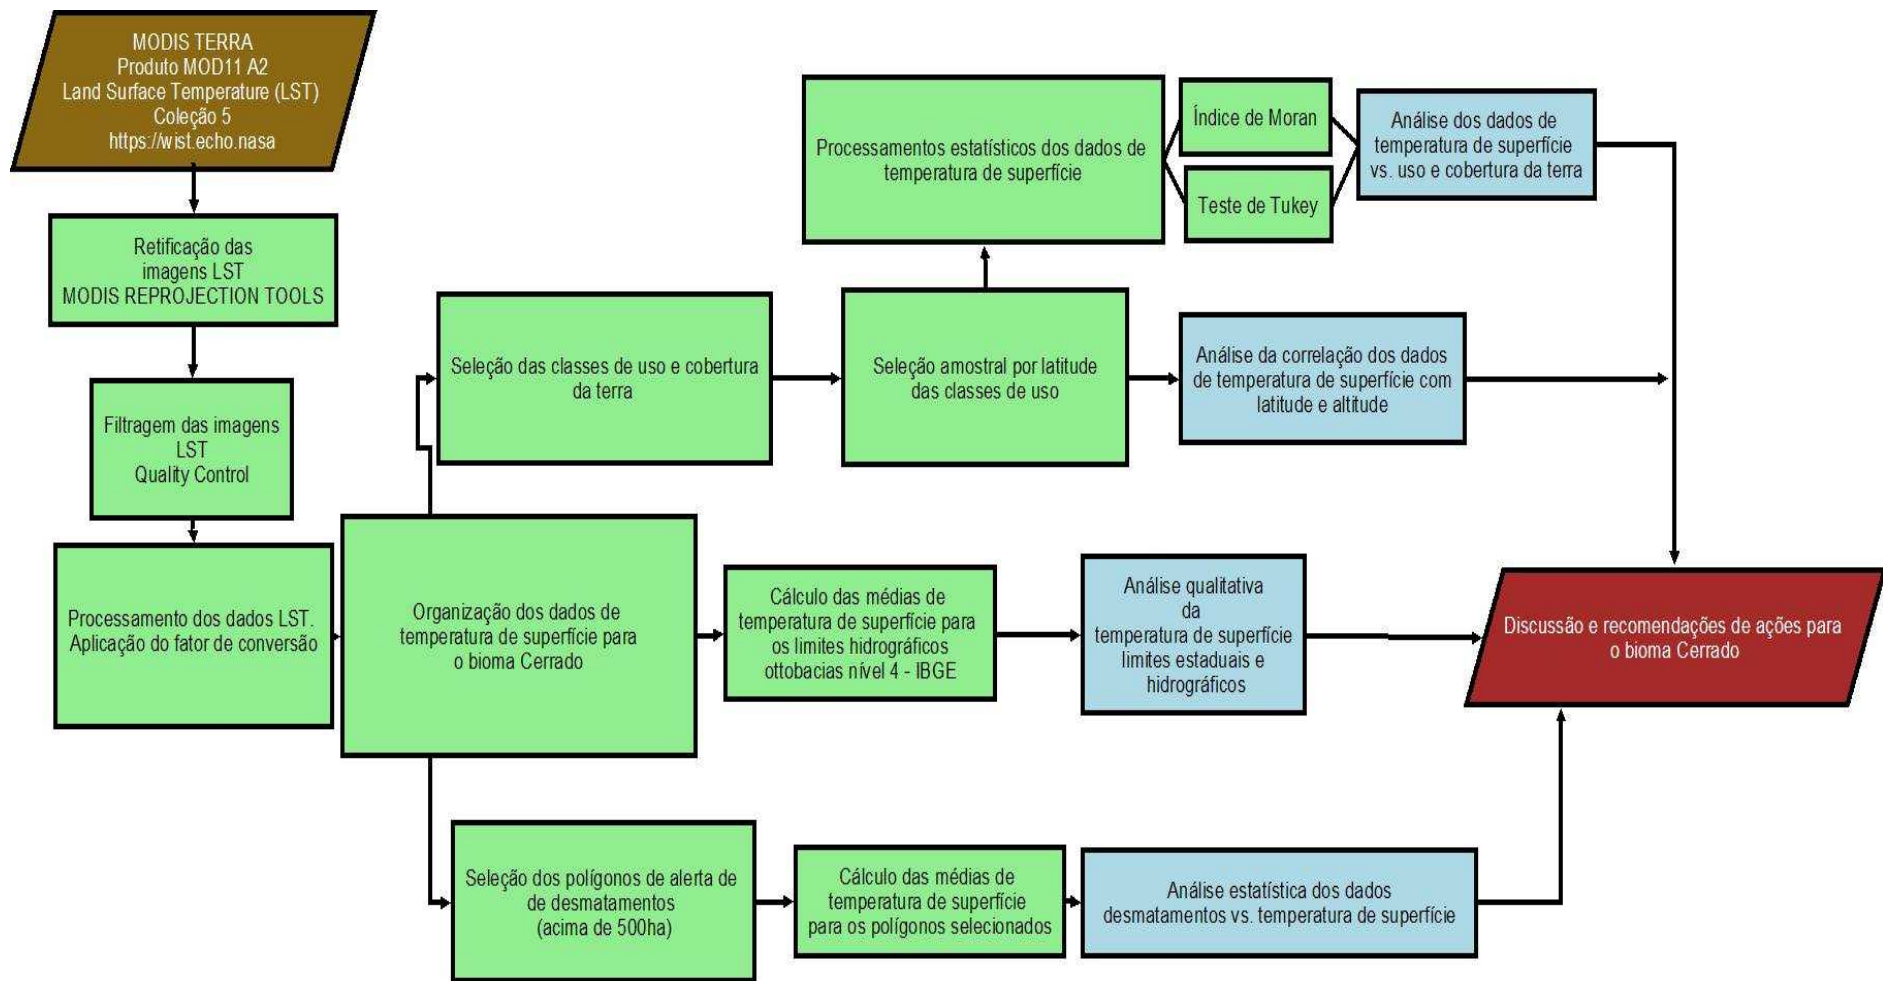 MODIS TERRA
Produto MOD11 A2
Land Surface Temperature (LST)
Coleção 5
https://wist.echo.nasa
Retificação das
imagens LST
MODIS REPROJECTION TOOLS
Filtragem das imagens
LST
Quality Control
Processamento dos dados LST.
Aplicação do fator de conversão
Organização dos dados de
temperatura de superfície para
o bioma Cerrado
Seleção das classes de uso e cobertura
da terra
Seleção amostral por latitude
das classes de uso
Processamentos estatísticos dos dados de
temperatura de superfície
Índice de Moran
Teste de Tukey
Análise dos dados de
temperatura de superfície
vs. uso e cobertura da terra
Análise da correlação dos dados
de temperatura de superfície com
latitude e altitude
Cálculo das médias de
temperatura de superfície para
os limites hidrográficos
ottobacias nível 4 - IBGE
Análise qualitativa
da
temperatura de superfície
limites estaduais e
hidrográficos
Seleção dos polígonos de alerta de
de desmatamentos
(acima de 500ha)
Cálculo das médias de
temperatura de superfície
para os polígonos selecionados
Análise estatística dos dados
desmatamentos vs. temperatura de superfície
Discussão e recomendações de ações para
o bioma Cerrado